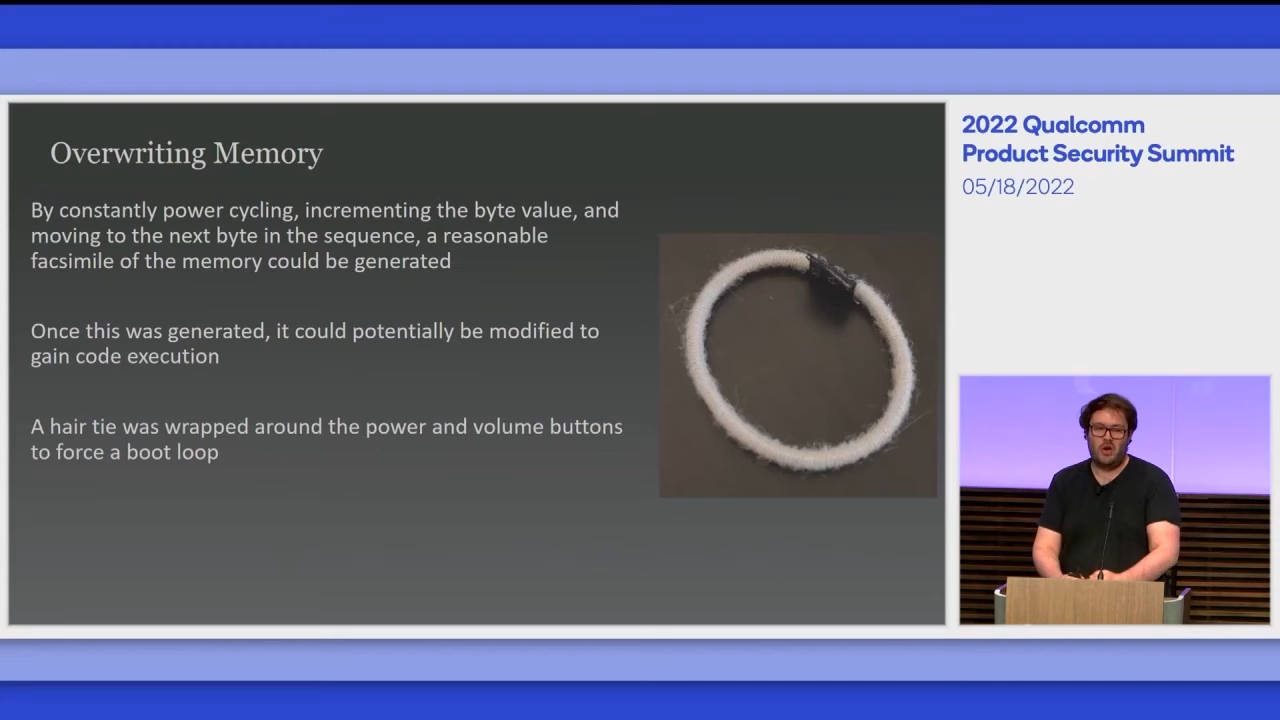 Overwriting Memory
By constantly power cycling, incrementing the byte value, and
moving to the next byte in the sequence, a reasonable
facsimile of the memory could be generated
Once this was generated, it could potentially be modified to
gain code execution
A hair tie was wrapped around the power and volume buttons
to force a boot loop
2022 Qualcomm
Product Security Summit
05/18/2022